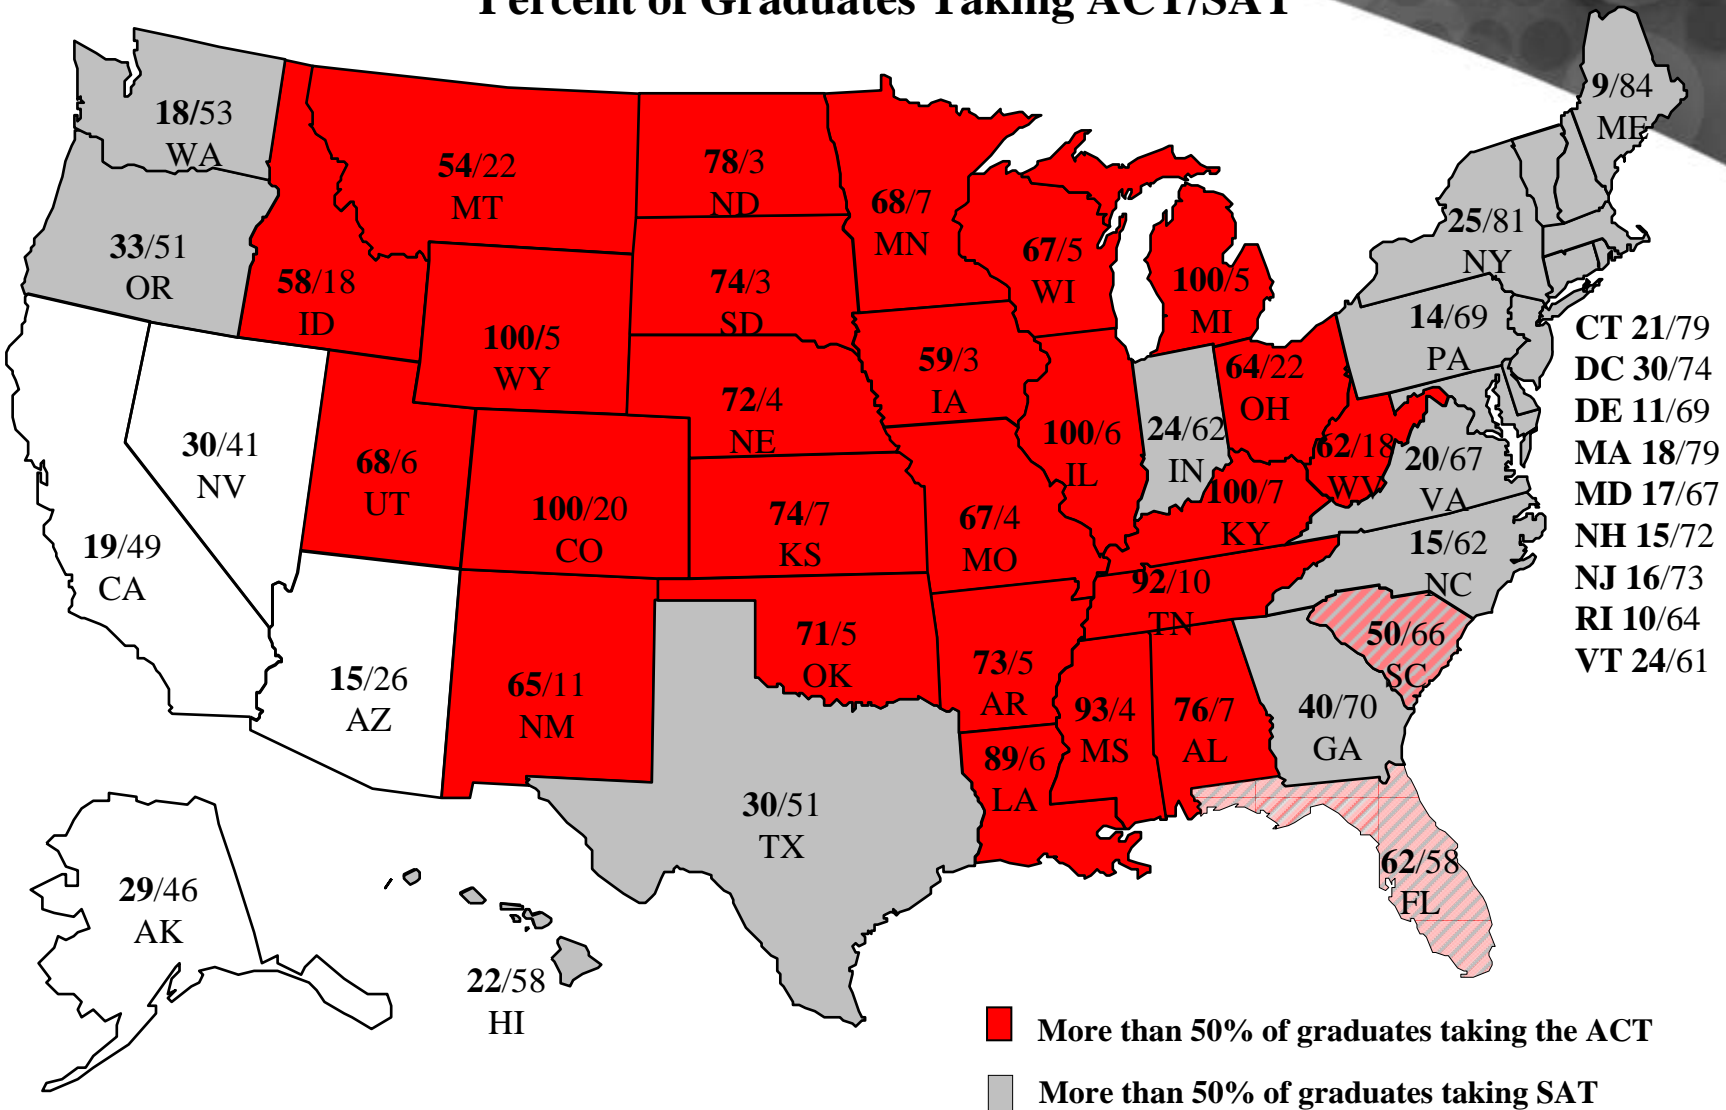 Percent of Graduates Taking ACT/SAT
18/53
WA
33/51
OR
58/18
ID
54/22
MT
78/3
ND
68/7
MN
67/5
WI
100/5
MI
9/84
ME
25/81
NY
14/69
PA
74/3
SD
100/5
WY
72/4
NE
59/3
IA
100/6
IL
24/62
IN
64/22
OH
62/18
WV
20/67
VA
30/41
NV
68/6
UT
100/20
CO
74/7
KS
67/4
MO
100/7
KY
15/62
NC
19/49
CA
15/26
AZ
65/11
NM
71/5
OK
73/5
AR
92/10
TN
50/66
SC
93/4
MS
76/7
AL
40/70
GA
89/6
LA
30/51
TX
62/58
FL
29/46
AK
22/58
HI
CT 21/79
DC 30/74
DE 11/69
MA 18/79
MD 17/67
NH 15/72
NJ 16/73
RI 10/64
VT 24/61
More than 50% of graduates taking the ACT
More than 50% of graduates taking SAT